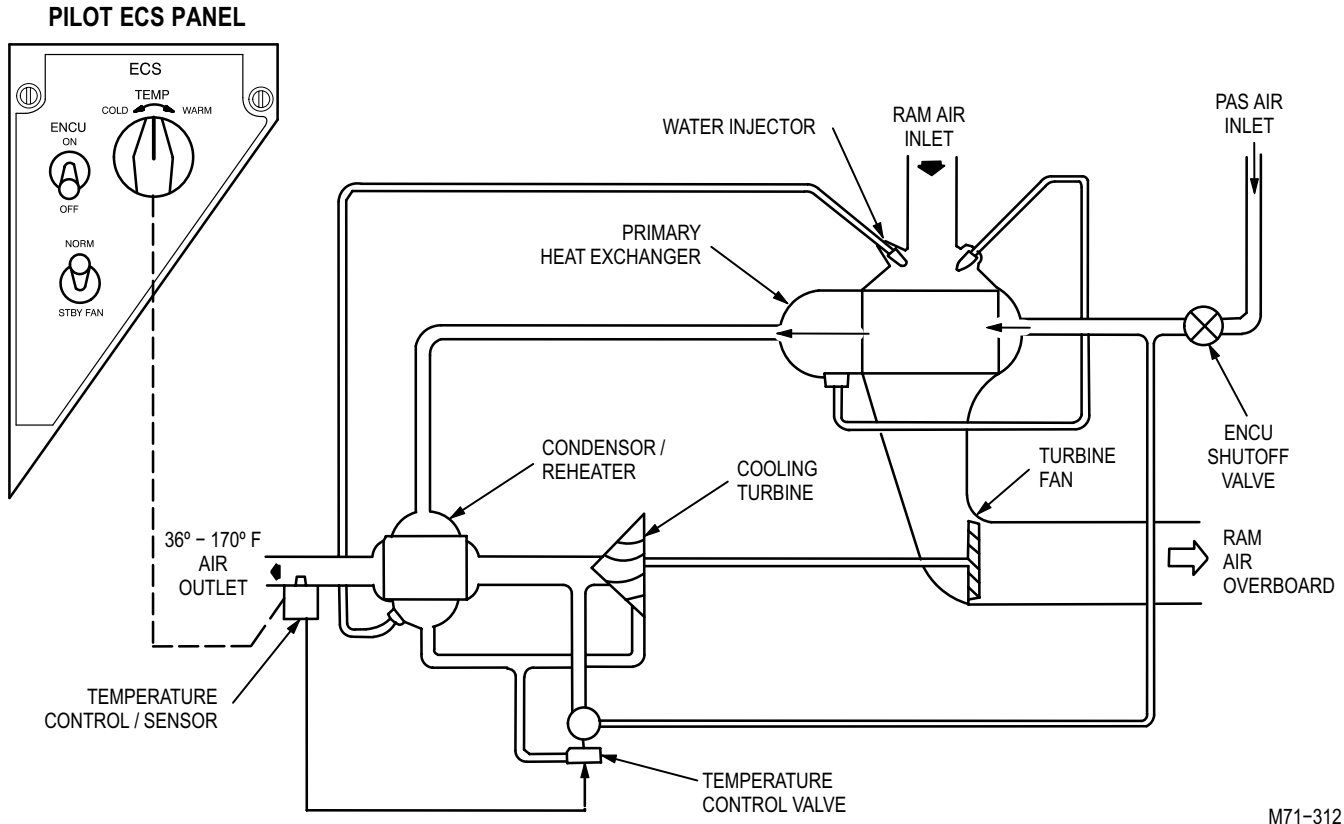 PILOT ECS PANEL
ECS
TEMP
COLD
WARM
ENCU
ON
OFF
NORM
STBY FAN
WATER INJECTOR
RAM AIR
INLET
PAS AIR
INLET
PRIMARY
HEAT EXCHANGER
CONDENSOR /
REHEATER
COOLING
TURBINE
TURBINE
FAN
ENCU
SHUTOFF
VALVE
36º − 170º F
AIR
OUTLET
RAM
AIR
OVERBOARD
TEMPERATURE
CONTROL / SENSOR
TEMPERATURE
CONTROL VALVE
M71−312